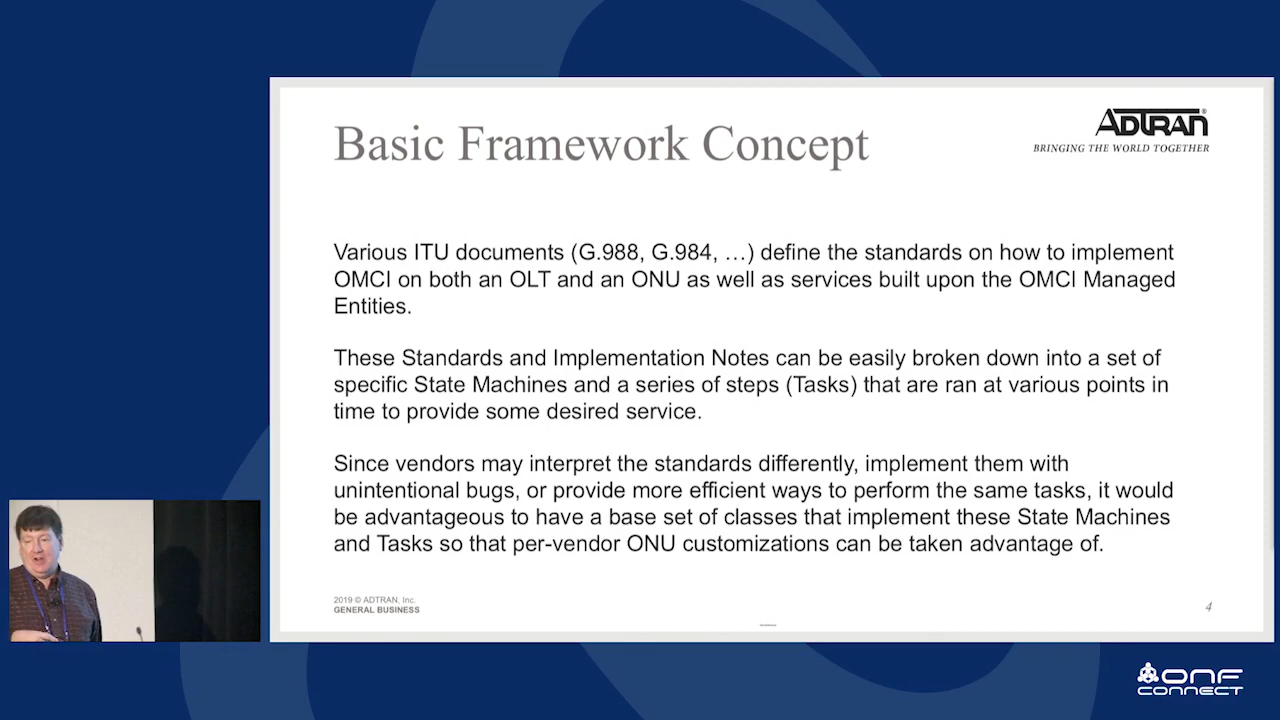 Basic Framework Concept
ADTRAN®
BRINGING THE WORLD TOGETHER
Various ITU documents (G.988, G.984, …) define the standards on how to implement
OMCI on both an OLT and an ONU as well as services built upon the OMCI Managed
Entities.
These Standards and Implementation Notes can be easily broken down into a set of
specific State Machines and a series of steps (Tasks) that are ran at various points in
time to provide some desired service.
Since vendors may interpret the standards differently, implement them with
unintentional bugs, or provide more efficient ways to perform the same tasks, it would
be advantageous to have a base set of classes that implement these State Machines
and Tasks so that per-vendor ONU customizations can be taken advantage of.
2019 © ADTRAN, Inc.
GENERAL BUSINESS
4
ONF
CONNECT